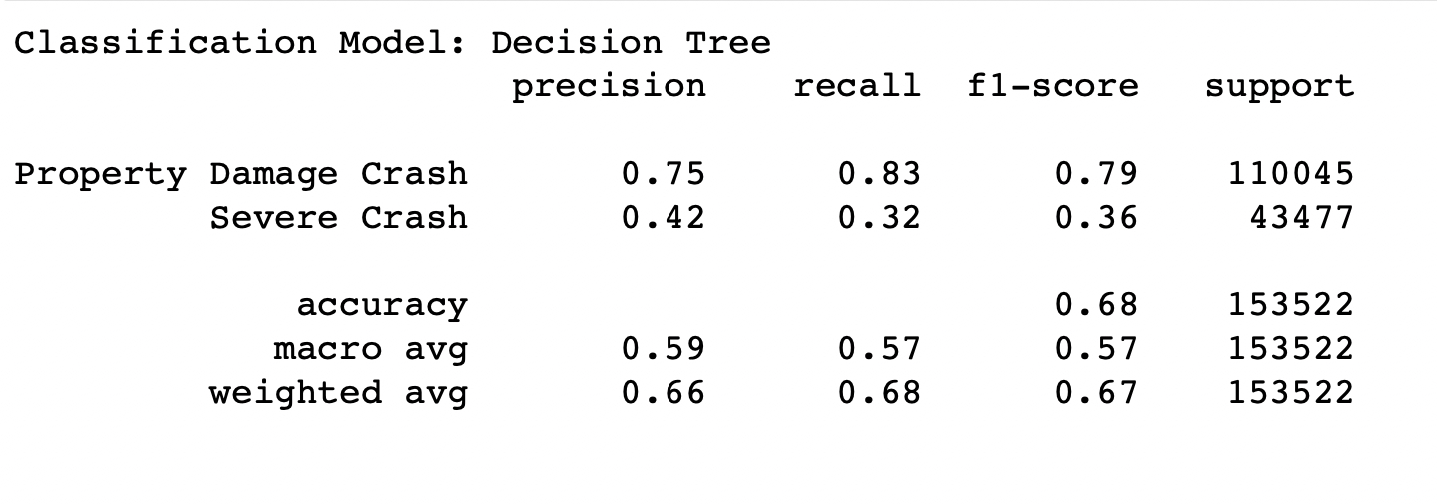 Classification Model: Decision Tree
precision recall f1-score support
Property Damage Crash 0.75 0.83 0.79 110045
Severe Crash 0.42 0.32 0.36 43477
accuracy 0.68 153522
macro avg 0.59 0.57 0.57 153522
weighted avg 0.66 0.68 0.67 153522